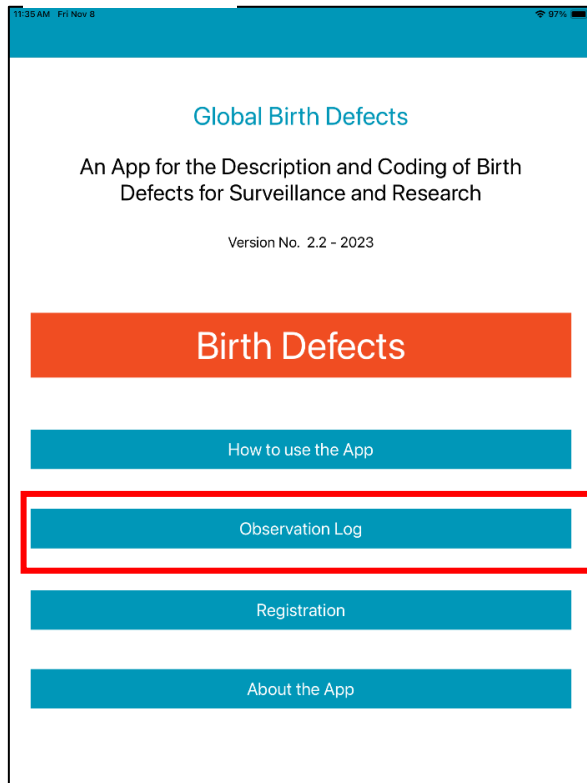 11:35 AM Fri Nov 8 97%
Global Birth Defects
An App for the Description and Coding of Birth
Defects for Surveillance and Research
Version No. 2.2 - 2023
Birth Defects
How to use the App
Observation Log
Registration
About the App